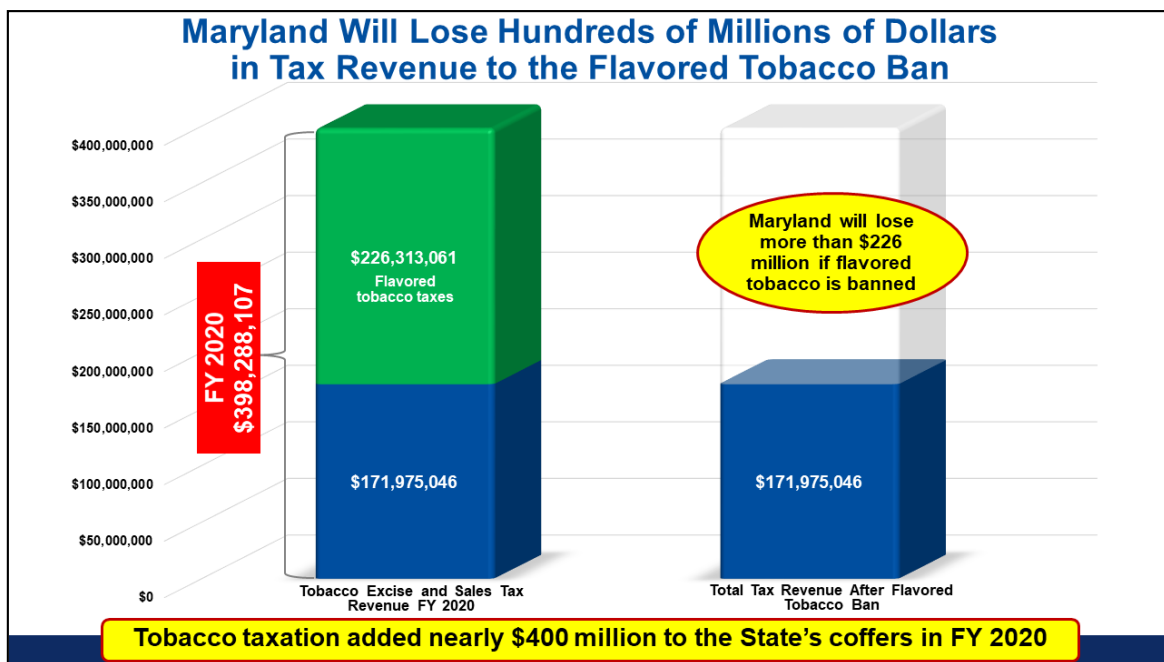 Maryland Will Lose Hundreds of Millions of Dollars
in Tax Revenue to the Flavored Tobacco Ban
$400,000,000
$350,000,000
$300,000,000
$250,000,000
$200,000,000
$150,000,000
$100,000,000
$50,000,000
$0
FY 2020
$398,288,107
$226,313,061
Flavored
tobacco taxes
$171,975,046
Tobacco Excise and Sales Tax
Revenue FY 2020
Maryland will lose
more than $226
million if flavored
tobacco is banned
$171,975,046
Total Tax Revenue After Flavored
Tobacco Ban
Tobacco taxation added nearly $400 million to the State's coffers in FY 2020